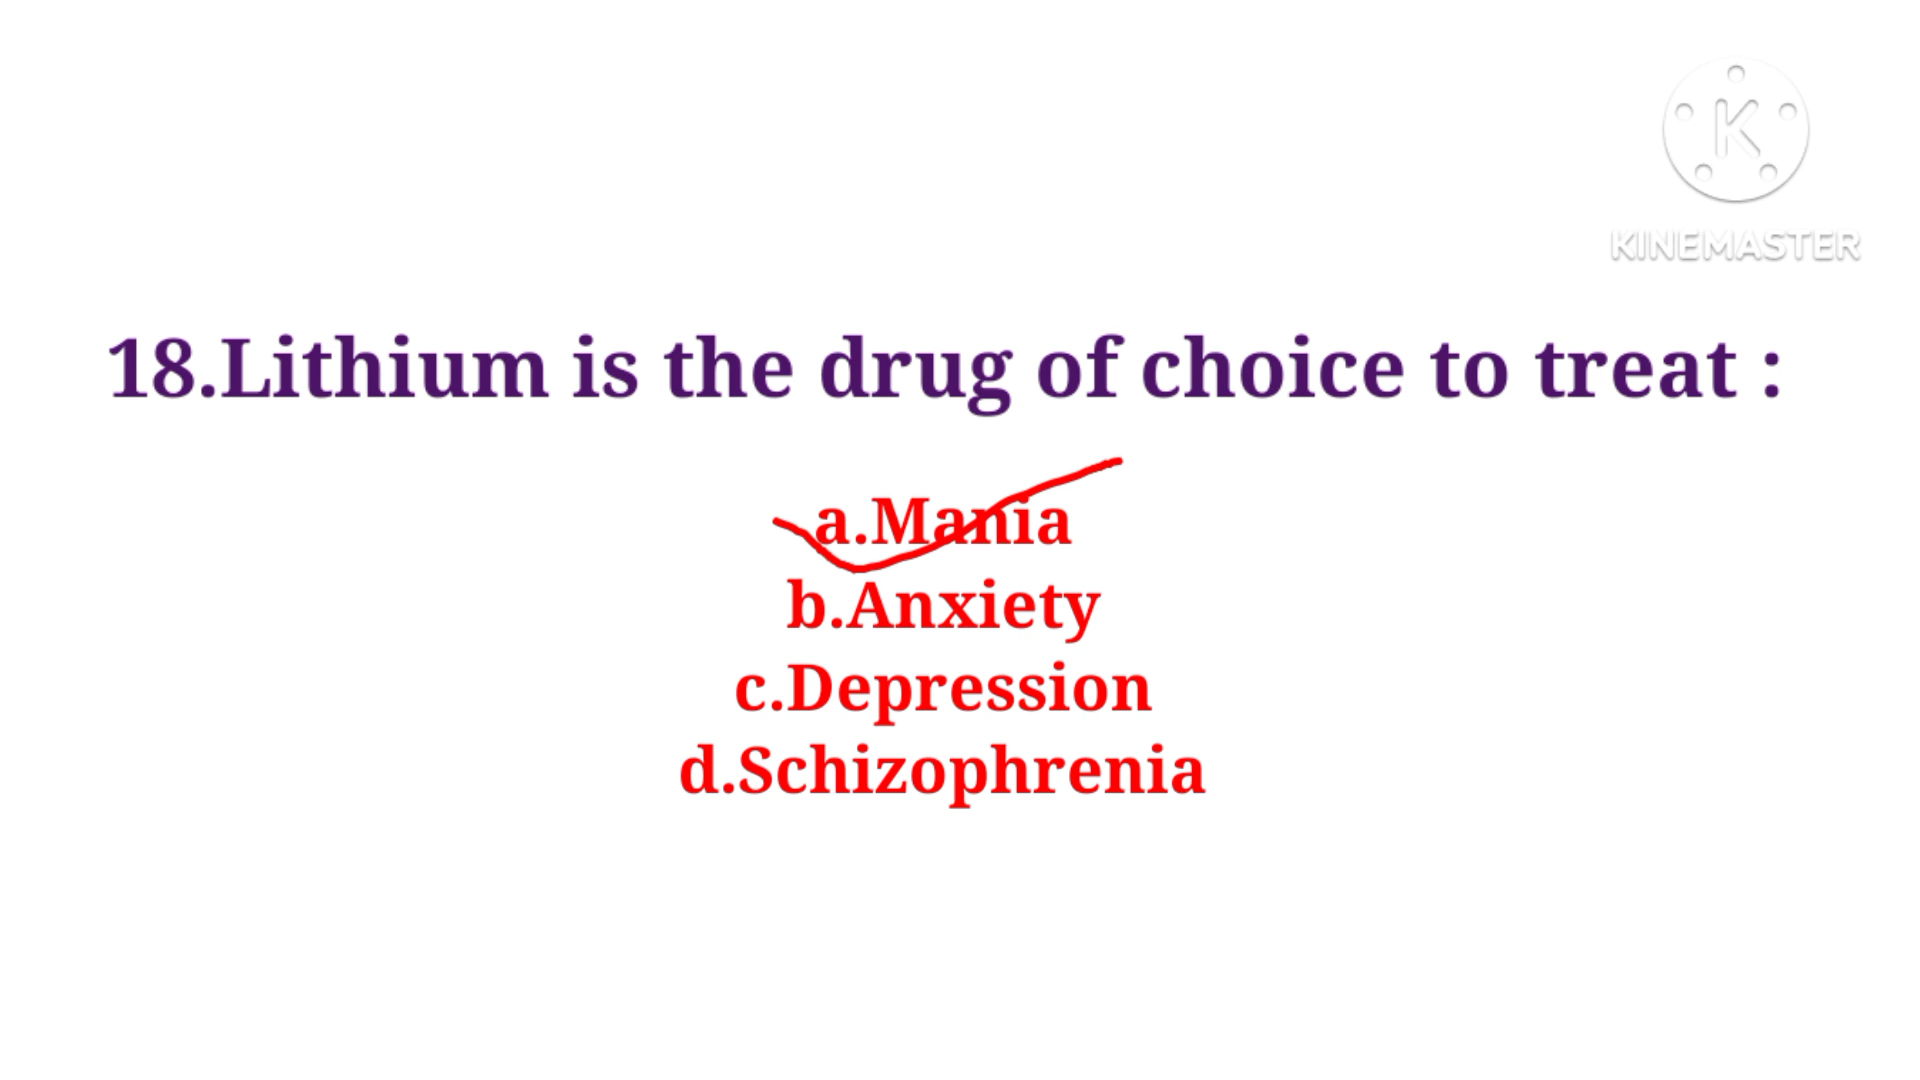 K
KINEMASTER
18.Lithium is the drug of choice to treat :
a.Mania
b.Anxiety
c.Depression
d.Schizophrenia